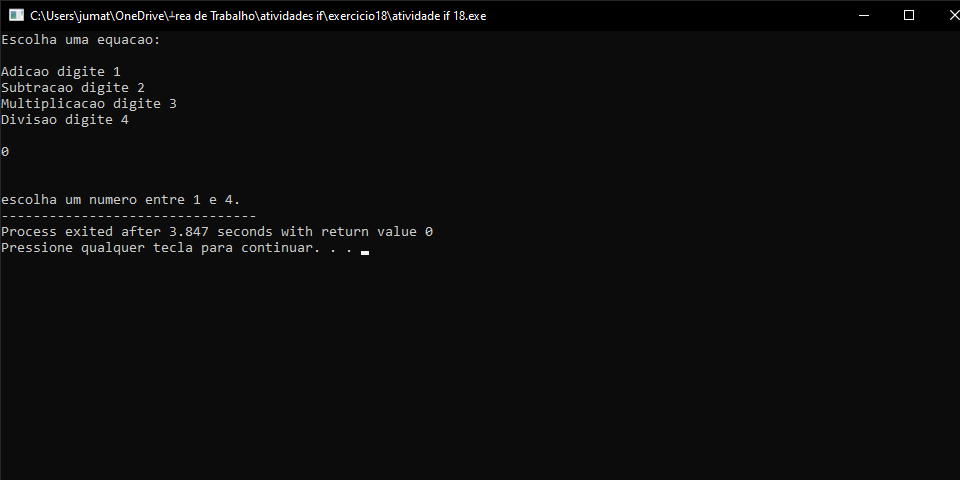 C:\Users\jumat\OneDrive\┴rea de Trabalho\atividades if\exercicio18\atividade if 18.exe
Escolha uma equacao:
Adicao digite 1
Subtracao digite 2
Multiplicacao digite 3
Divisao digite 4
0
escolha um numero entre 1 e 4.
--------------------------------
Process exited after 3.847 seconds with return value 0
Pressione qualquer tecla para continuar. . .